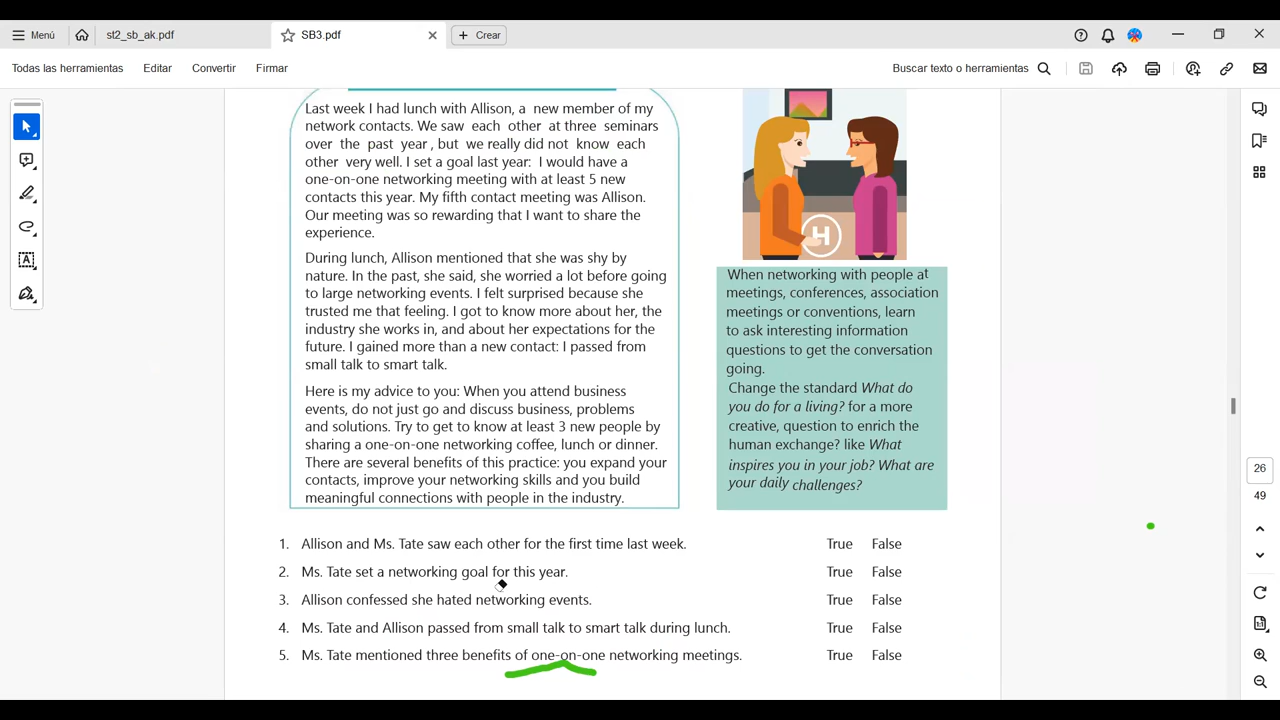 Menú
st2_sb_ak.pdf
SB3.pdf
Crear
Todas las herramientas
Editar
Convertir
Firmar
Buscar texto o herramientas
Last week I had lunch with Allison, a new member of my
network contacts. We saw each other at three seminars
over the past year , but we really did not know each
other very well. I set a goal last year: I would have a
one-on-one networking meeting with at least 5 new
contacts this year. My fifth contact meeting was Allison.
Our meeting was so rewarding that I want to share the
experience.
During lunch, Allison mentioned that she was shy by
nature. In the past, she said, she worried a lot before going
to large networking events. I felt surprised because she
trusted me that feeling. I got to know more about her, the
industry she works in, and about her expectations for the
future. I gained more than a new contact: I passed from
small talk to smart talk.
Here is my advice to you: When you attend business
events, do not just go and discuss business, problems
and solutions. Try to get to know at least 3 new people by
sharing a one-on-one networking coffee, lunch or dinner.
There are several benefits of this practice: you expand your
contacts, improve your networking skills and you build
meaningful connections with people in the industry.
H
When networking with people at
meetings, conferences, association
meetings or conventions, learn
to ask interesting information
questions to get the conversation
going.
Change the standard What do
you do for a living? for a more
creative, question to enrich the
human exchange? like What
inspires you in your job? What are
your daily challenges?
1. Allison and Ms. Tate saw each other for the first time last week. True False
2. Ms. Tate set a networking goal for this year. True False
3. Allison confessed she hated networking events. True False
4. Ms. Tate and Allison passed from small talk to smart talk during lunch. True False
5. Ms. Tate mentioned three benefits of one-on-one networking meetings. True False
26
49